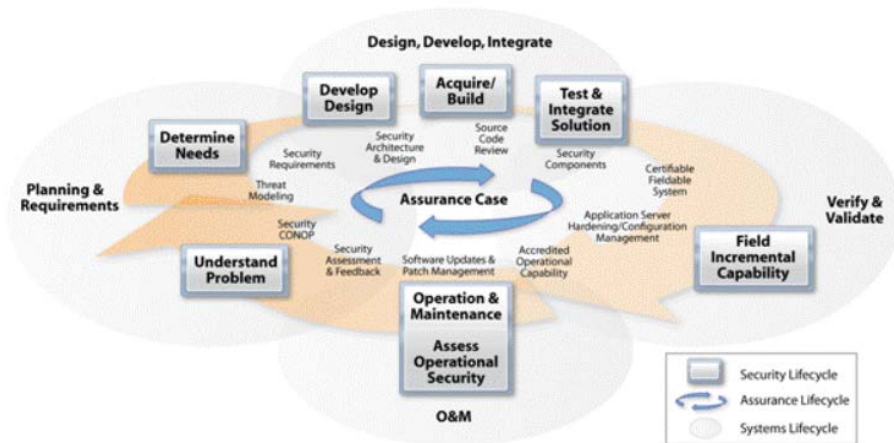 Design, Develop, Integrate
Develop
Design
Acquire/
Build
Test &
Integrate
Solution
Determine
Needs
Security
Requirements
Security
Architecture
& Design
Source
Code
Review
Security
Components
Certifiable
Fieldable
System
Planning &
Requirements
Threat
Modeling
Assurance Case
Verify &
Validate
Security
CONOP
Application Server
Hardening/Configuration
Management
Understand
Problem
Security
Assessment
& Feedback
Software Updates &
Patch Management
Accredited
Operational
Capability
Field
Incremental
Capability
Operation &
Maintenance
Assess
Operational
Security
O&M
Security Lifecycle
Assurance Lifecycle
Systems Lifecycle